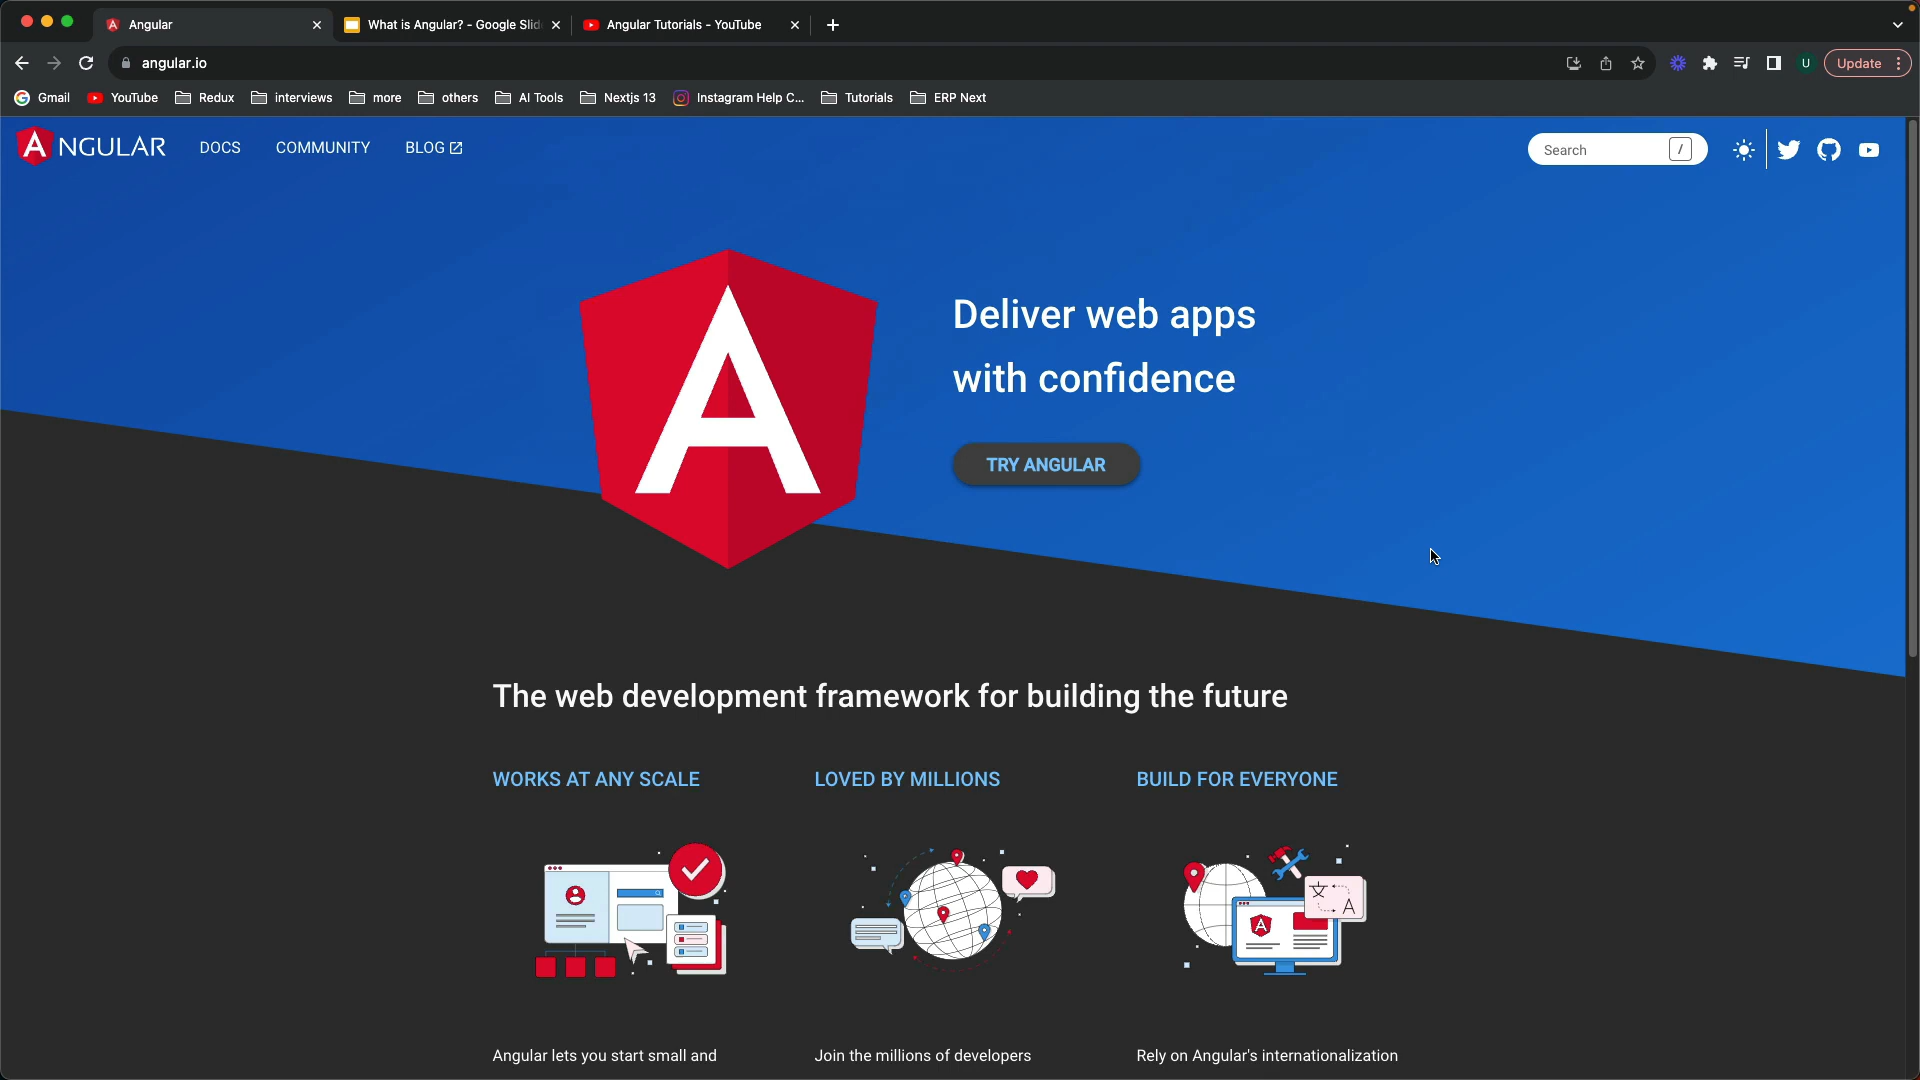 Angular
What is Angular? - Google Slid
Angular Tutorials - YouTube
angular.io
U
Update
Gmail
YouTube
Redux
interviews
more
others
AI Tools
Nextjs 13
Instagram Help C...
Tutorials
ERP Next
A NGULAR
DOCS
COMMUNITY
BLOG
Search
/
A
Deliver web apps
with confidence
TRY ANGULAR
The web development framework for building the future
WORKS AT ANY SCALE
LOVED BY MILLIONS
BUILD FOR EVERYONE
文
A
A
Angular lets you start small and
Join the millions of developers
Rely on Angular's internationalization